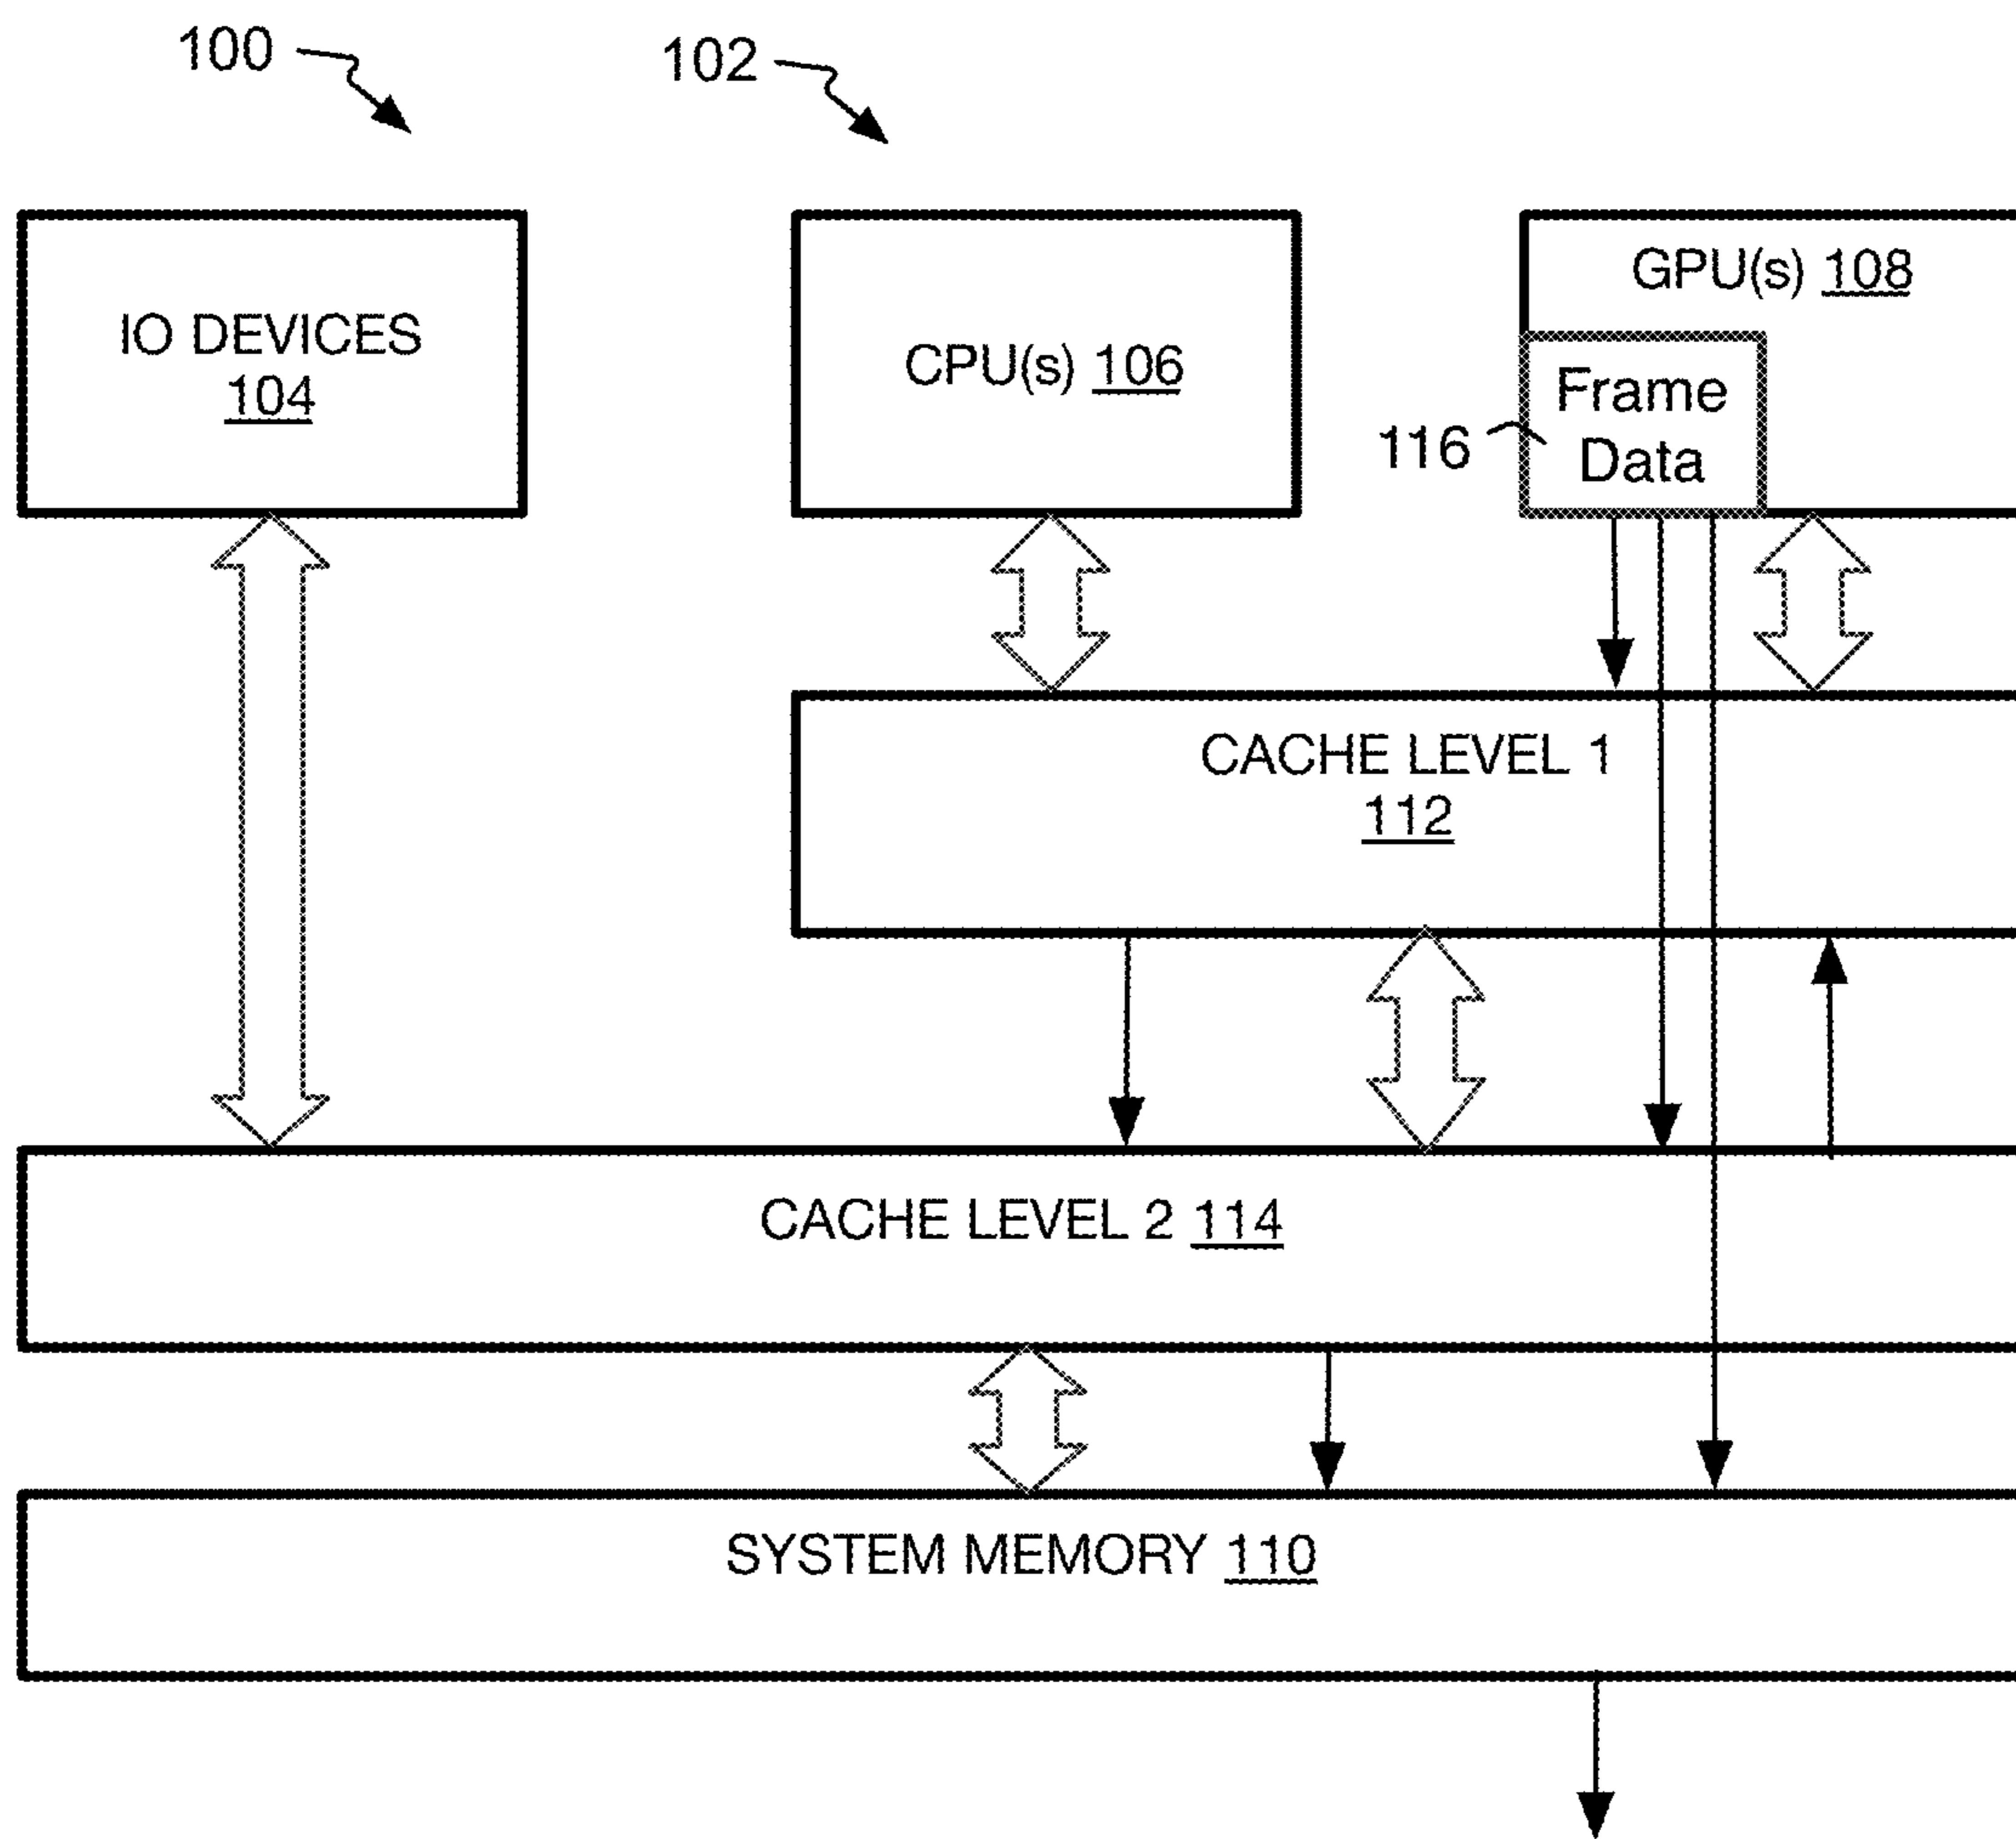 100
102
IO DEVICES
104
CPU(s) 106
GPU(s) 108
Frame
Data
116
CACHE LEVEL 1
112
CACHE LEVEL 2 114
SYSTEM MEMORY 110